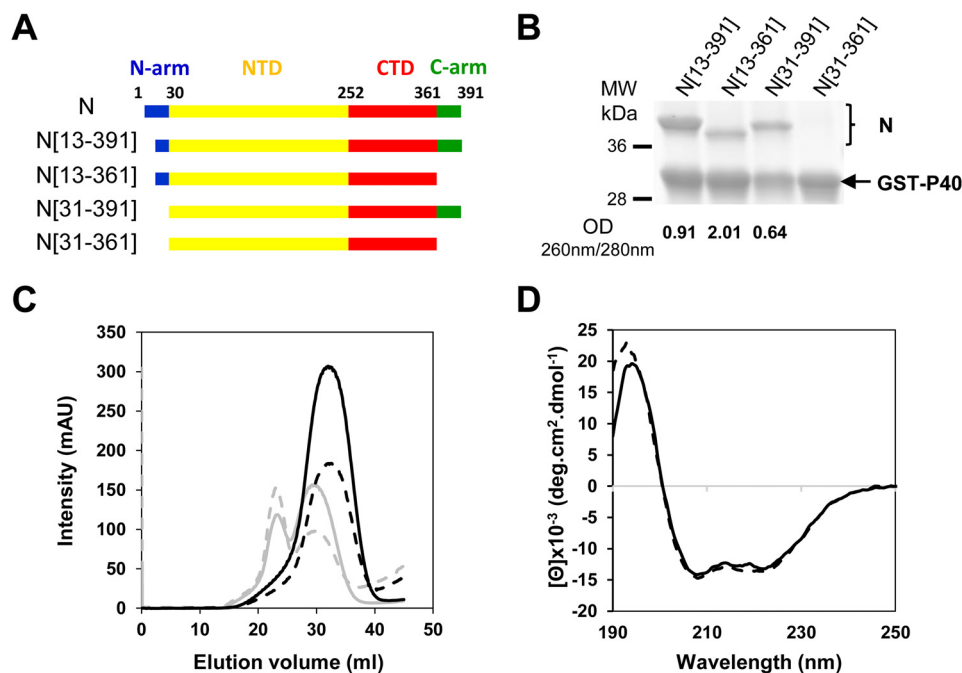 A
N-arm NTD CTD C-arm
1 30 252 361 391
N
N[13-391]
N[13-361]
N[31-391]
N[31-361]
B
N[13-391] N[13-361] N[31-391] N[31-361]
MW
kDa
36
28
N
GST-P40
OD
260nm/280nm
0.91 2.01 0.64
C
Intensity (mAU)
350
300
250
200
150
100
50
0
0 10 20 30 40 50
Elution volume (ml)
D
[Θ]x10⁻³ (deg.cm².dmol⁻¹)
25
20
15
10
5
0
-5
-10
-15
-20
190 210 230 250
Wavelength (nm)